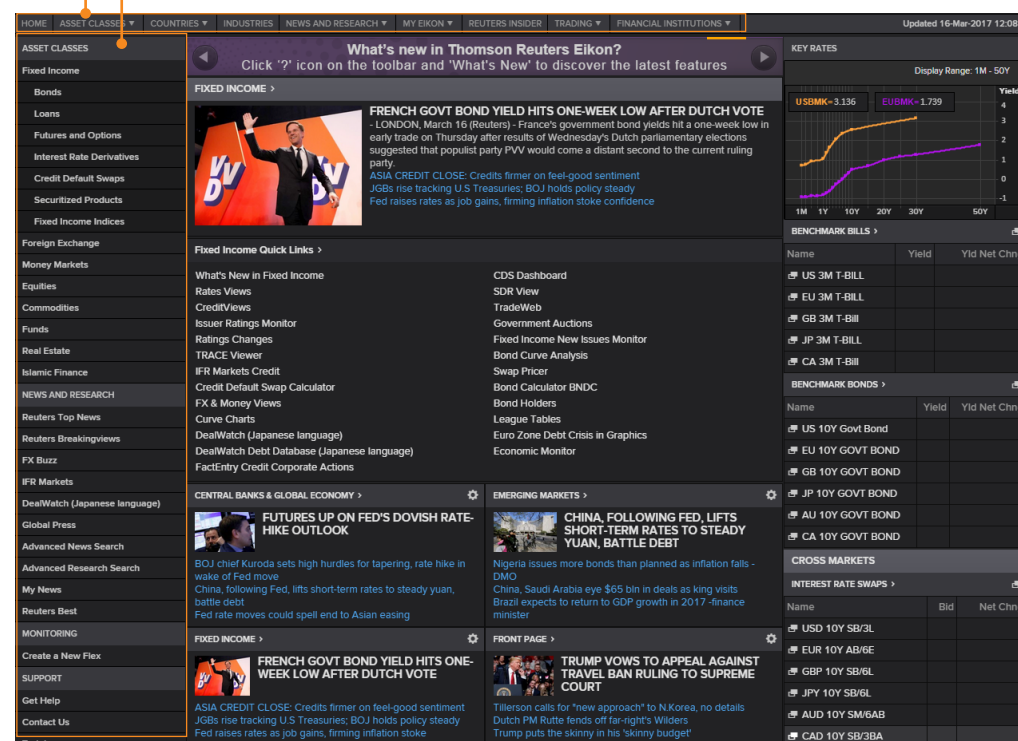 HOME ASSET CLASSES ▼ COUNTRIES ▼ INDUSTRIES NEWS AND RESEARCH ▼ MY EIKON ▼ REUTERS INSIDER TRADING ▼ FINANCIAL INSTITUTIONS ▼ Updated 16-Mar-2017 12:08
ASSET CLASSES
Fixed Income
Bonds
Loans
Futures and Options
Interest Rate Derivatives
Credit Default Swaps
Securitized Products
Fixed Income Indices
Foreign Exchange
Money Markets
Equities
Commodities
Funds
Real Estate
Islamic Finance
NEWS AND RESEARCH
Reuters Top News
Reuters Breakingviews
FX Buzz
IFR Markets
DealWatch (Japanese language)
Global Press
Advanced News Search
Advanced Research Search
My News
Reuters Best
MONITORING
Create a New Flex
SUPPORT
Get Help
Contact Us
What's new in Thomson Reuters Eikon?
Click '?' icon on the toolbar and 'What's New' to discover the latest features
FIXED INCOME >
VVD
FRENCH GOVT BOND YIELD HITS ONE-WEEK LOW AFTER DUTCH VOTE
- LONDON, March 16 (Reuters) - France's government bond yields hit a one-week low in
early trade on Thursday after results of Wednesday's Dutch parliamentary elections
suggested that populist party PVV would come a distant second to the current ruling
party.
ASIA CREDIT CLOSE: Credits firmer on feel-good sentiment
JGBs rise tracking U.S Treasuries; BOJ holds policy steady
Fed raises rates as job gains, firming inflation stoke confidence
Fixed Income Quick Links >
What's New in Fixed Income
Rates Views
CreditViews
Issuer Ratings Monitor
Ratings Changes
TRACE Viewer
IFR Markets Credit
Credit Default Swap Calculator
FX & Money Views
Curve Charts
DealWatch (Japanese language)
DealWatch Debt Database (Japanese language)
FactEntry Credit Corporate Actions
CDS Dashboard
SDR View
TradeWeb
Government Auctions
Fixed Income New Issues Monitor
Bond Curve Analysis
Swap Pricer
Bond Calculator BNDC
Bond Holders
League Tables
Euro Zone Debt Crisis in Graphics
Economic Monitor
CENTRAL BANKS & GLOBAL ECONOMY >
FUTURES UP ON FED'S DOVISH RATE-
HIKE OUTLOOK
BOJ chief Kuroda sets high hurdles for tapering, rate hike in
wake of Fed move
China, following Fed, lifts short-term rates to steady yuan,
battle debt
Fed rate moves could spell end to Asian easing
EMERGING MARKETS >
CHINA, FOLLOWING FED, LIFTS
SHORT-TERM RATES TO STEADY
YUAN, BATTLE DEBT
Nigeria issues more bonds than planned as inflation falls -
DMO
China, Saudi Arabia eye $65 bln in deals as king visits
Brazil expects to return to GDP growth in 2017 -finance
minister
FIXED INCOME >
FRENCH GOVT BOND YIELD HITS ONE-
WEEK LOW AFTER DUTCH VOTE
ASIA CREDIT CLOSE: Credits firmer on feel-good sentiment
JGBs rise tracking U.S Treasuries; BOJ holds policy steady
Fed raises rates as job gains, firming inflation stoke
FRONT PAGE >
TRUMP VOWS TO APPEAL AGAINST
TRAVEL BAN RULING TO SUPREME
COURT
Tillerson calls for "new approach" to N.Korea, no details
Dutch PM Rutte fends off far-right's Wilders
Trump puts the skinny in his 'skinny budget'
KEY RATES
Display Range: 1M - 50Y
Yield
USBMK=3.136 EUBMK=1.739
4
3
2
1
0
-1
1M 1Y 10Y 20Y 30Y 50Y
BENCHMARK BILLS >
Name Yield Yld Net Chn
US 3M T-BILL
EU 3M T-BILL
GB 3M T-Bill
JP 3M T-BILL
CA 3M T-Bill
BENCHMARK BONDS >
Name Yield Yld Net Chn
US 10Y Govt Bond
EU 10Y GOVT BOND
GB 10Y GOVT BOND
JP 10Y GOVT BOND
AU 10Y GOVT BOND
CA 10Y GOVT BOND
CROSS MARKETS
INTEREST RATE SWAPS >
Name Bid Net Chn
USD 10Y SB/3L
EUR 10Y AB/6E
GBP 10Y SB/6L
JPY 10Y SB/6L
AUD 10Y SM/6AB
CAD 10Y SB/3BA